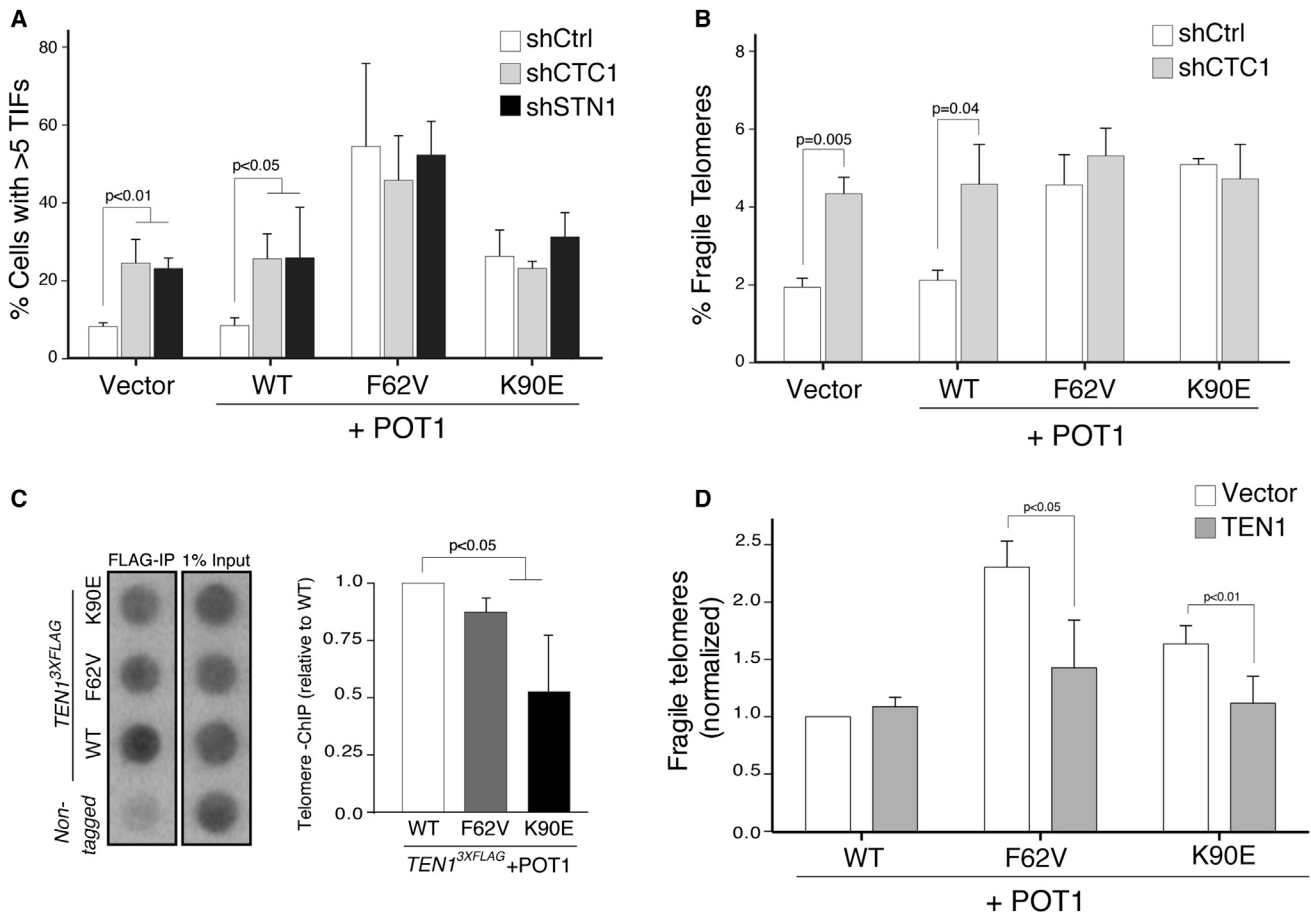 A
% Cells with >5 TIFs
80
60
40
20
0
shCtrl
shCTC1
shSTN1
p<0.01
p<0.05
Vector
WT
F62V
K90E
+ POT1
B
% Fragile Telomeres
8
6
4
2
0
shCtrl
shCTC1
p=0.005
p=0.04
Vector
WT
F62V
K90E
+ POT1
C
FLAG-IP
1% Input
TEN13XFLAG
K90E
F62V
WT
Non-
tagged
Telomere -ChIP (relative to WT)
1.0
0.75
0.5
0.25
0.0
p<0.05
WT
F62V
K90E
TEN13XFLAG +POT1
D
Fragile telomeres
(normalized)
2.5
2.0
1.5
1.0
0.5
0.0
Vector
TEN1
p<0.05
p<0.01
WT
F62V
K90E
+ POT1